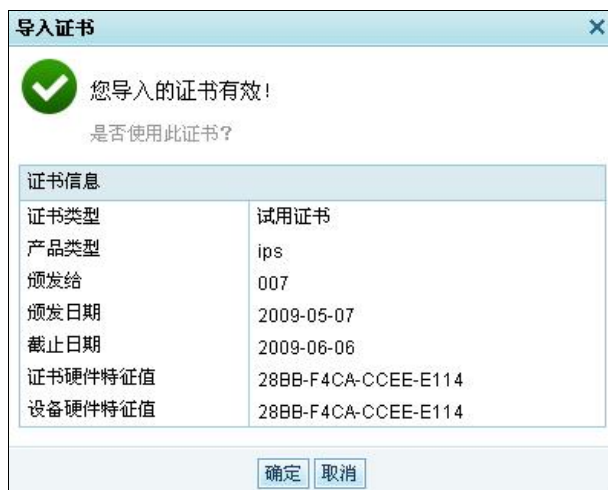 导入证书
您导入的证书有效!
是否使用此证书?
证书信息
证书类型 试用证书
产品类型 ips
颁发给 007
颁发日期 2009-05-07
截止日期 2009-06-06
证书硬件特征值 28BB-F4CA-CCEE-E114
设备硬件特征值 28BB-F4CA-CCEE-E114
确定 取消